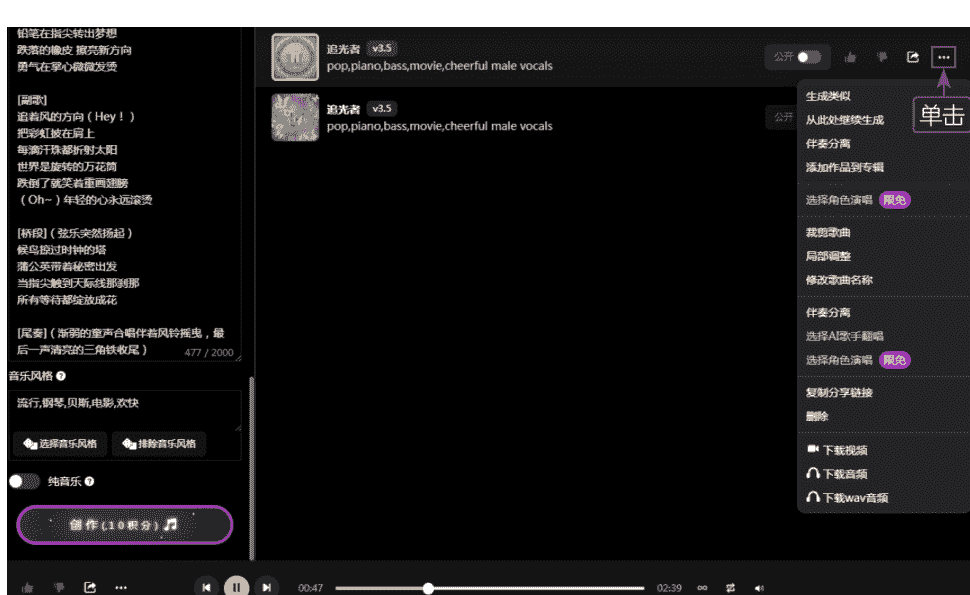 铅笔在指尖转出梦想
跌落的橡皮 擦亮新方向
勇气在掌心微微发烫
[副歌]
追着风的方向（Hey！）
把彩虹披在肩上
每滴汗珠都折射太阳
世界是旋转的万花筒
跌倒了就笑着重画翅膀
（Oh~）年轻的心永远滚烫
[桥段]（弦乐突然扬起）
候鸟掠过时钟的塔
蒲公英带着秘密出发
当指尖触到天际线那刹那
所有等待都绽放成花
[尾奏]（渐弱的童声合唱伴着风铃摇曳，最
后一声清亮的三角铁收尾）
477 / 2000
音乐风格
流行,钢琴,贝斯,电影,欢快
选择音乐风格 排除音乐风格
纯音乐
创作(10积分)
追光者 v3.5
pop,piano,bass,movie,cheerful male vocals
公开
追光者 v3.5
pop,piano,bass,movie,cheerful male vocals
公开
单击
生成类似
从此处继续生成
伴奏分离
添加作品到专辑
选择角色演唱 限免
裁剪歌曲
局部调整
修改歌曲名称
伴奏分离
选择AI歌手翻唱
选择角色演唱 限免
复制分享链接
删除
下载视频
下载音频
下载wav音频
00:47 02:39